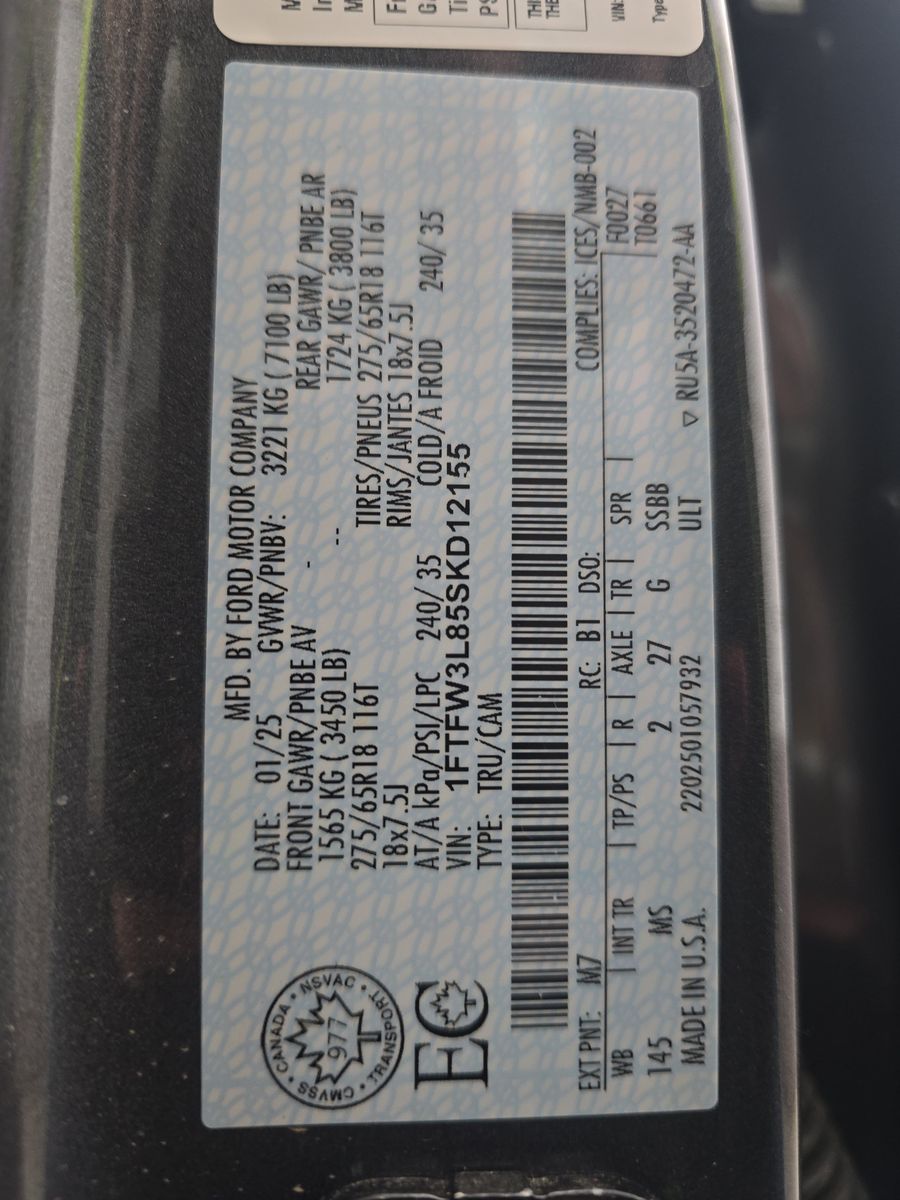 MFD. BY FORD MOTOR COMPANY
DATE: 01/25 GVWR/PNBV: 3221 KG ( 7100 LB)
FRONT GAWR/PNBE AV - REAR GAWR/ PNBE AR
1565 KG ( 3450 LB) -- 1724 KG ( 3800 LB)
275/65R18 116T TIRES/PNEUS 275/65R18 116T
18x7.5J RIMS/JANTES 18x7.5J
AT/A kPa/PSI/LPC 240/ 35 COLD/A FROID 240/ 35
VIN: 1FTFW3L85SKD12155
TYPE: TRU/CAM
CANADA • NSVAC • TRANSPORT • CMVSS •
977
EC
COMPLIES: ICES/NMB-002
EXT PNT: M7 RC: B1 DSO: F0027
WB | INT TR | TP/PS | R | AXLE | TR | SPR | T0661
145 MS 2 27 G SSBB
ULT
MADE IN U.S.A. 2202501057932 ▽ RU5A-3520472-AA
VIN:
Type